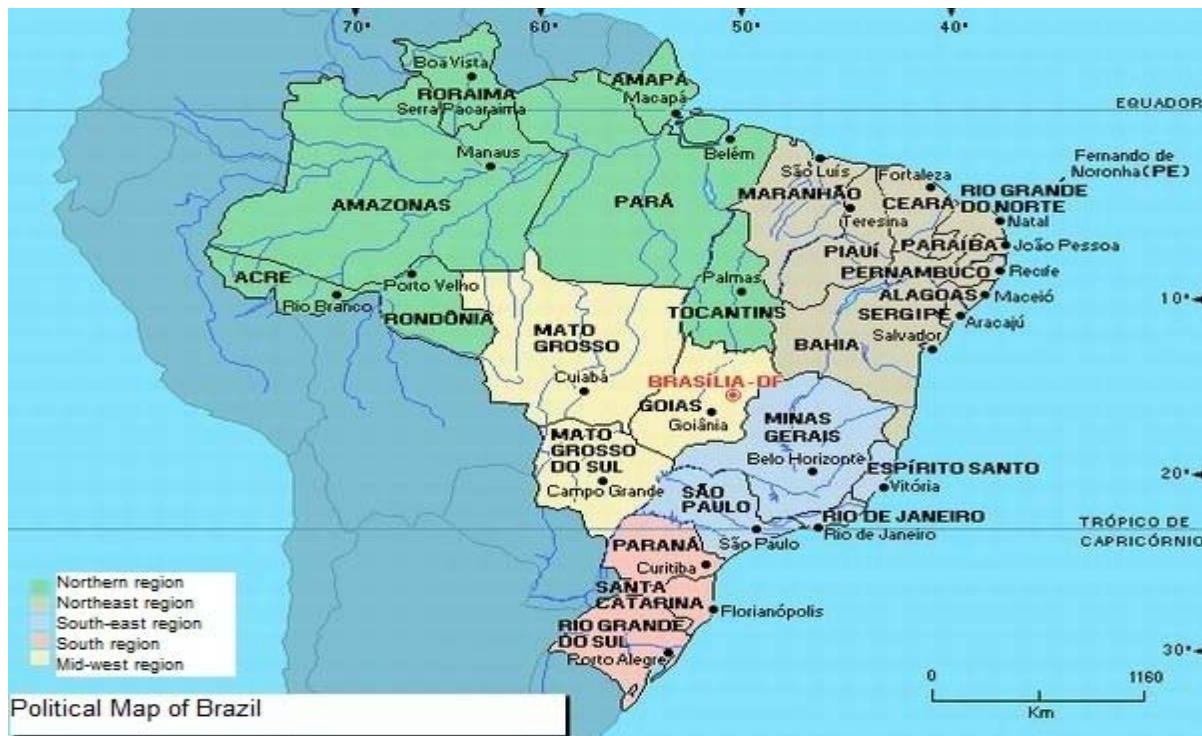 70°
60°
50°
40°
Boa Vista
RORAIMA
Serra Pacaraima
AMAPÁ
Macapá
EQUADOR
Manaus
Belém
São Luís
Fortaleza
Fernando de
Noronha(PE)
AMAZONAS
PARÁ
MARANHÃO
Teresina
CEARÁ
RIO GRANDE
DO NORTE
Natal
PIAUÍ
PARAÍBA
João Pessoa
ACRE
Rio Branco
Porto Velho
RONDÔNIA
Palmas
TOCANTINS
PERNAMBUCO
Recife
ALAGOAS
Maceió
SERGIPE
Aracajú
10°
MATO
GROSSO
Cuiabá
BAHIA
Salvador
BRASÍLIA-DF
GOIAS
Goiânia
MINAS
GERAIS
Belo Horizonte
MATO
GROSSO
DO SUL
Campo Grande
ESPÍRITO SANTO
Vitória
20°
SÃO
PAULO
São Paulo
RIO DE JANEIRO
Rio de Janeiro
TRÓPICO DE
CAPRICÓRNIO
PARANÁ
Curitiba
SANTA
CATARINA
Florianópolis
RIO GRANDE
DO SUL
Porto Alegre
30°
Northern region
Northeast region
South-east region
South region
Mid-west region
0
1160
Km
Political Map of Brazil